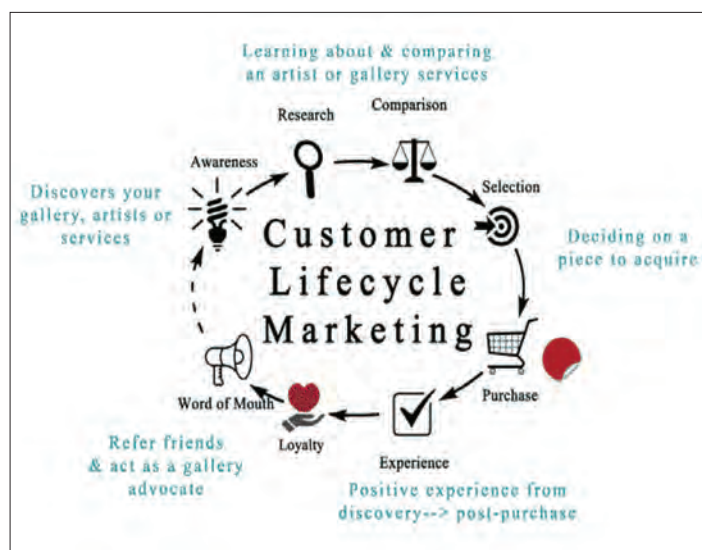 Learning about & comparing
an artist or gallery services
Comparison
Research
Awareness
Selection
Discovers your
gallery, artists or
services
Customer
Lifecycle
Marketing
Deciding on a
piece to acquire
Purchase
Word of Mouth
Loyalty
Experience
Refer friends
& act as a gallery
advocate
Positive experience from
discovery--> post-purchase